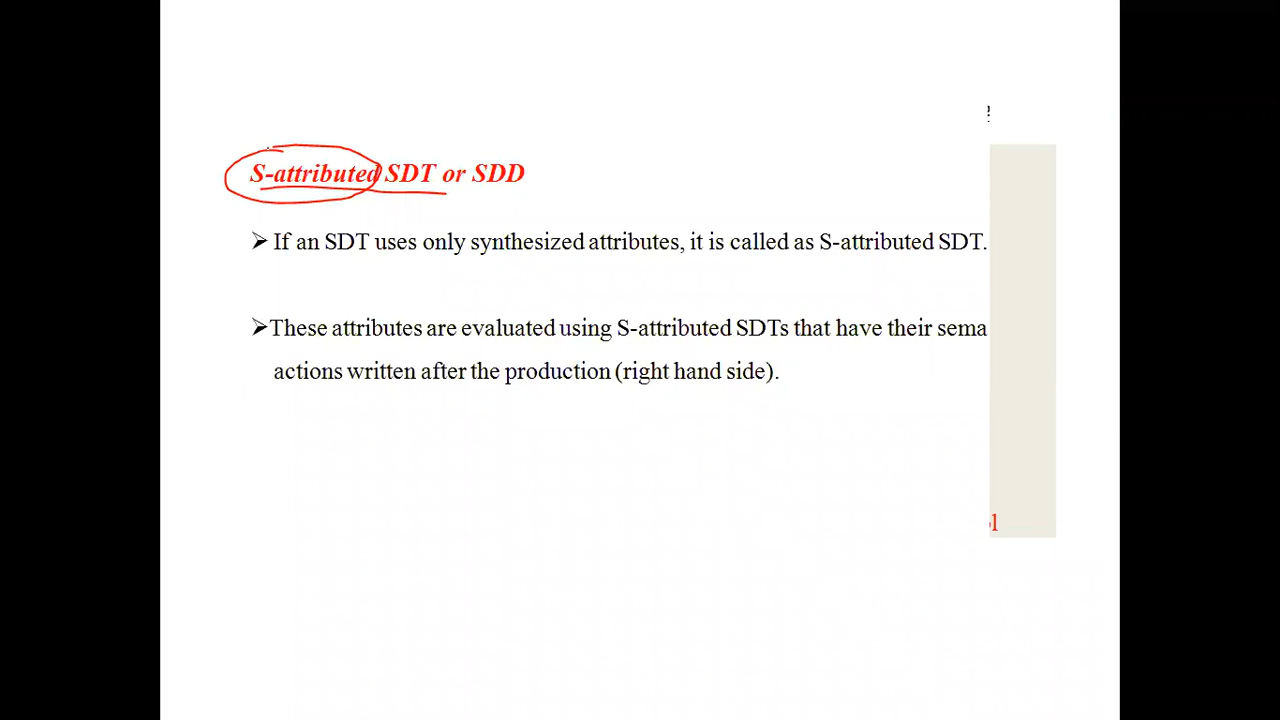 S-attributed SDT or SDD
➢ If an SDT uses only synthesized attributes, it is called as S-attributed SDT.
➢ These attributes are evaluated using S-attributed SDTs that have their sema
actions written after the production (right hand side).